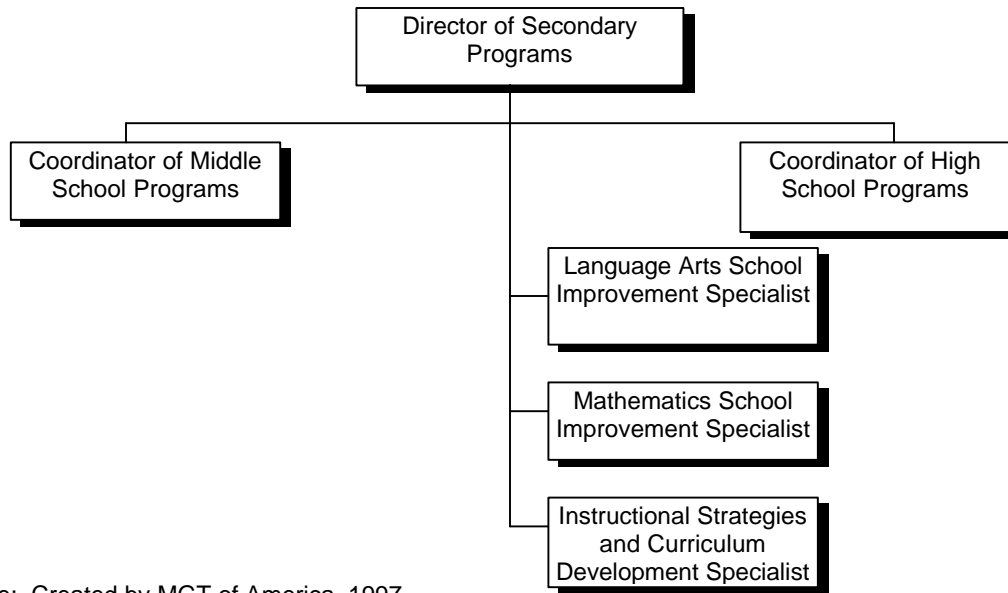 Director of Secondary
Programs
Coordinator of Middle
School Programs
Coordinator of High
School Programs
Language Arts School
Improvement Specialist
Mathematics School
Improvement Specialist
Instructional Strategies
and Curriculum
Development Specialist
Created by MGT of America, 1997